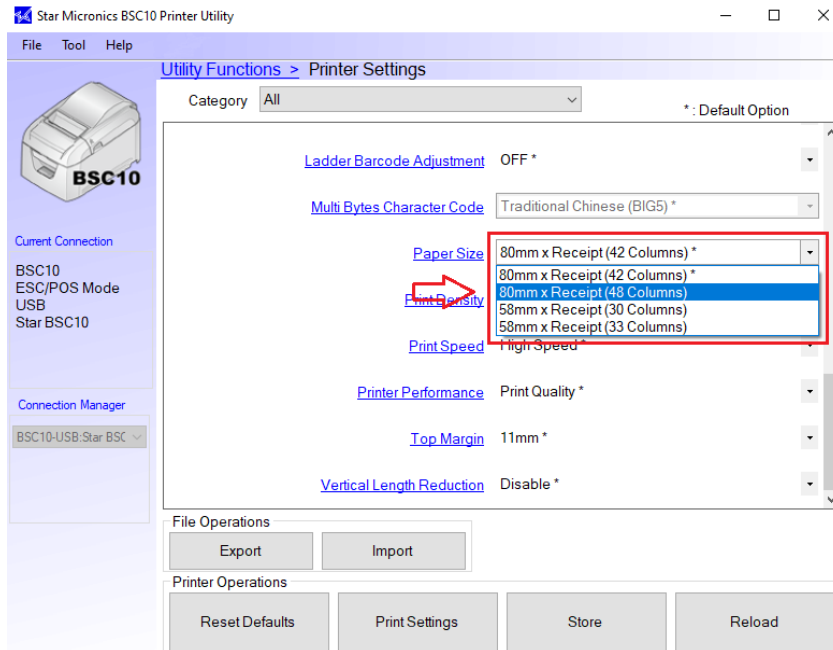 Star Micronics BSC10 Printer Utility
File Tool Help
Utility Functions > Printer Settings
Category All
* : Default Option
BSC10
Ladder Barcode Adjustment OFF *
Multi Bytes Character Code Traditional Chinese (BIG5) *
Current Connection
BSC10
ESC/POS Mode
USB
Star BSC10
Paper Size 80mm x Receipt (42 Columns) *
80mm x Receipt (42 Columns) *
80mm x Receipt (48 Columns)
58mm x Receipt (30 Columns)
58mm x Receipt (33 Columns)
Print Density
Print Speed High Speed *
Printer Performance Print Quality *
Connection Manager
BSC10-USB:Star BSC
Top Margin 11mm *
Vertical Length Reduction Disable *
File Operations
Export Import
Printer Operations
Reset Defaults Print Settings Store Reload